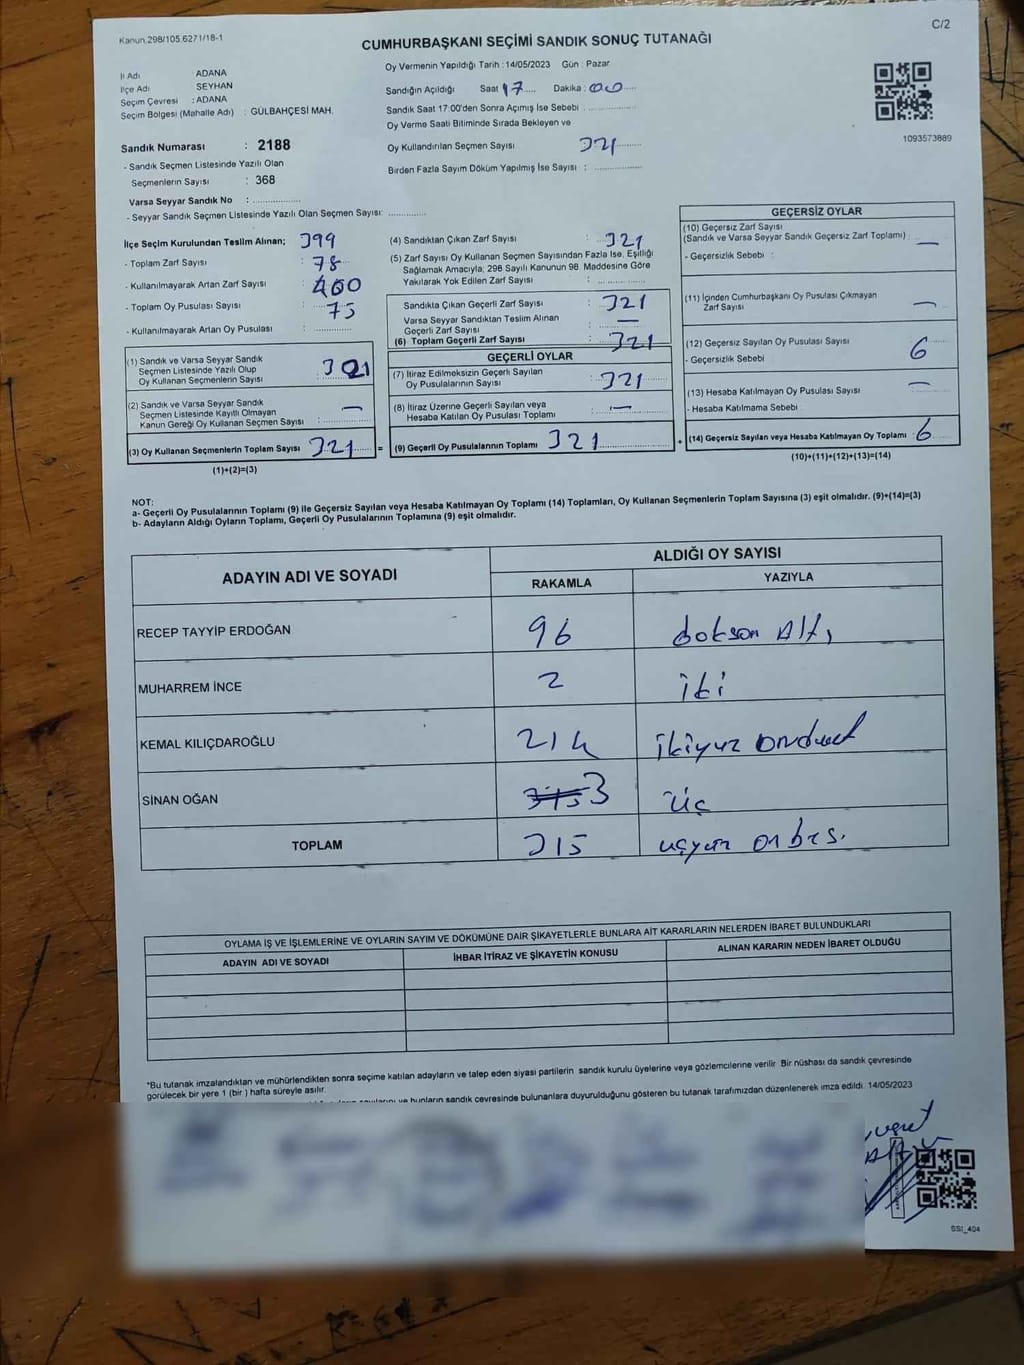 Kanun.298/105.6271/18-1
C/2
CUMHURBAŞKANI SEÇİMİ SANDIK SONUÇ TUTANAĞI
İl Adı ADANA
İlçe Adı SEYHAN
Seçim Çevresi : ADANA
Seçim Bölgesi (Mahalle Adı) : GÜLBAHÇESİ MAH.
Oy Vermenin Yapıldığı Tarih : 14/05/2023 Gün : Pazar
Sandığın Açıldığı Saat 17 Dakika : 00
Sandık Saat 17:00'den Sonra Açımış İse Sebebi :
Oy Verme Saati Bitiminde Sırada Bekleyen ve
Oy Kullandırılan Seçmen Sayısı 321
Birden Fazla Sayım Döküm Yapılmış İse Sayısı :
1093573889
Sandık Numarası : 2188
- Sandık Seçmen Listesinde Yazılı Olan
Seçmenlerin Sayısı : 368
Varsa Seyyar Sandık No :
- Seyyar Sandık Seçmen Listesinde Yazılı Olan Seçmen Sayısı:
İlçe Seçim Kurulundan Teslim Alınan; 399
- Toplam Zarf Sayısı : 78
- Kullanılmayarak Artan Zarf Sayısı : 400
- Toplam Oy Pusulası Sayısı : 75
- Kullanılmayarak Artan Oy Pusulası :
(1) Sandık ve Varsa Seyyar Sandık
Seçmen Listesinde Yazılı Olup
Oy Kullanan Seçmenlerin Sayısı : 321
(2) Sandık ve Varsa Seyyar Sandık
Seçmen Listesinde Kayıtlı Olmayan
Kanun Gereği Oy Kullanan Seçmen Sayısı : —
(3) Oy Kullanan Seçmenlerin Toplam Sayısı 321 =
(1)+(2)=(3)
(4) Sandıktan Çıkan Zarf Sayısı : 321
(5) Zarf Sayısı Oy Kullanan Seçmen Sayısından Fazla İse, Eşitliği
Sağlamak Amacıyla; 298 Sayılı Kanunun 98. Maddesine Göre
Yakılarak Yok Edilen Zarf Sayısı :
Sandıkla Çıkan Geçerli Zarf Sayısı : 321
Varsa Seyyar Sandıktan Teslim Alınan
Geçerli Zarf Sayısı : —
(6) Toplam Geçerli Zarf Sayısı : 321
GEÇERLİ OYLAR
(7) İtiraz Edilmeksizin Geçerli Sayılan
Oy Pusulalarının Sayısı : 321
(8) İtiraz Üzerine Geçerli Sayılan veya
Hesaba Katılan Oy Pusulası Toplamı : —
(9) Geçerli Oy Pusulalarının Toplamı 321 +
GEÇERSİZ OYLAR
(10) Geçersiz Zarf Sayısı
(Sandık ve Varsa Seyyar Sandık Geçersiz Zarf Toplamı) : —
- Geçersizlik Sebebi :
(11) İçinden Cumhurbaşkanı Oy Pusulası Çıkmayan
Zarf Sayısı : —
(12) Geçersiz Sayılan Oy Pusulası Sayısı : 6
- Geçersizlik Sebebi
(13) Hesaba Katılmayan Oy Pusulası Sayısı : —
- Hesaba Katılmama Sebebi
(14) Geçersiz Sayılan veya Hesaba Katılmayan Oy Toplamı : 6
(10)+(11)+(12)+(13)=(14)
NOT:
a- Geçerli Oy Pusulalarının Toplamı (9) ile Geçersiz Sayılan veya Hesaba Katılmayan Oy Toplamı (14) Toplamları, Oy Kullanan Seçmenlerin Toplam Sayısına (3) eşit olmalıdır. (9)+(14)=(3)
b- Adayların Aldığı Oyların Toplamı, Geçerli Oy Pusulalarının Toplamına (9) eşit olmalıdır.
ADAYIN ADI VE SOYADI
ALDIĞI OY SAYISI
RAKAMLA YAZIYLA
RECEP TAYYİP ERDOĞAN 96 doksan Altı
MUHARREM İNCE 2 iki
KEMAL KILIÇDAROĞLU 214 ikiyüz ondört
SİNAN OĞAN 315 3 üç
TOPLAM 315 üçyüz onbeş.
OYLAMA İŞ VE İŞLEMLERİNE VE OYLARIN SAYIM VE DÖKÜMÜNE DAİR ŞİKAYETLERLE BUNLARA AİT KARARLARIN NELERDEN İBARET BULUNDUKLARI
ADAYIN ADI VE SOYADI İHBAR İTİRAZ VE ŞİKAYETİN KONUSU ALINAN KARARIN NEDEN İBARET OLDUĞU
*Bu tutanak imzalandıktan ve mühürlendikten sonra seçime katılan adayların ve talep eden siyasi partilerin sandık kurulu üyelerine veya gözlemcilerine verilir Bir nüshası da sandık çevresinde
görülecek bir yere 1 (bir) hafta süreyle asılır.
ve bunların sandık çevresinde bulunanlara duyurulduğunu gösteren bu tutanak tarafımızdan düzenlenerek imza edildi. 14/05/2023
SSI_404